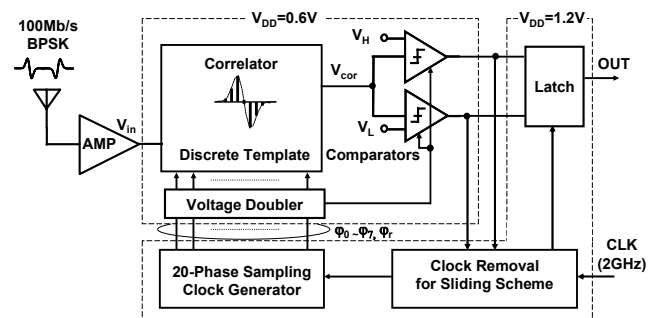 100Mb/s
BPSK
V_DD=0.6V
V_DD=1.2V
V_H
Correlator
V_cor
OUT
Latch
V_in
AMP
V_L
Discrete Template
Comparators
Voltage Doubler
φ₀ ~φ₇, φᵣ
CLK
(2GHz)
20-Phase Sampling
Clock Generator
Clock Removal
for Sliding Scheme